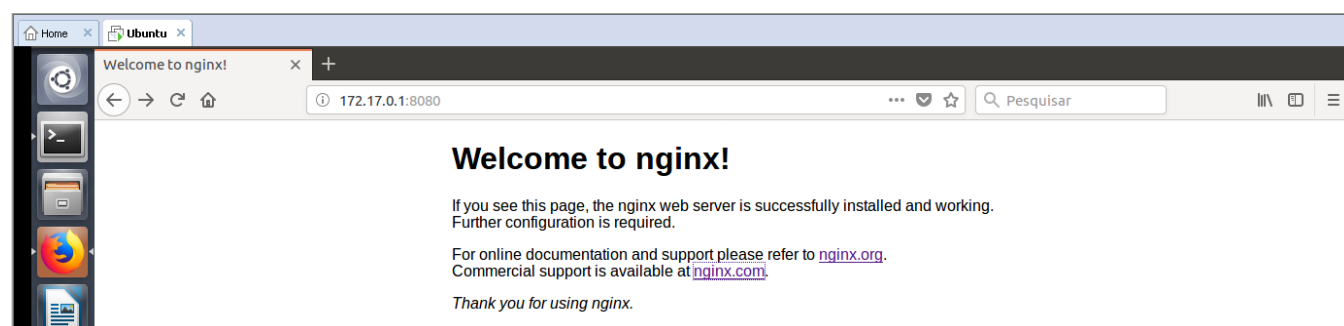 Home
Ubuntu
Welcome to nginx!
172.17.0.1:8080
Pesquisar
Welcome to nginx!
If you see this page, the nginx web server is successfully installed and working.
Further configuration is required.
For online documentation and support please refer to nginx.org.
Commercial support is available at nginx.com.
Thank you for using nginx.